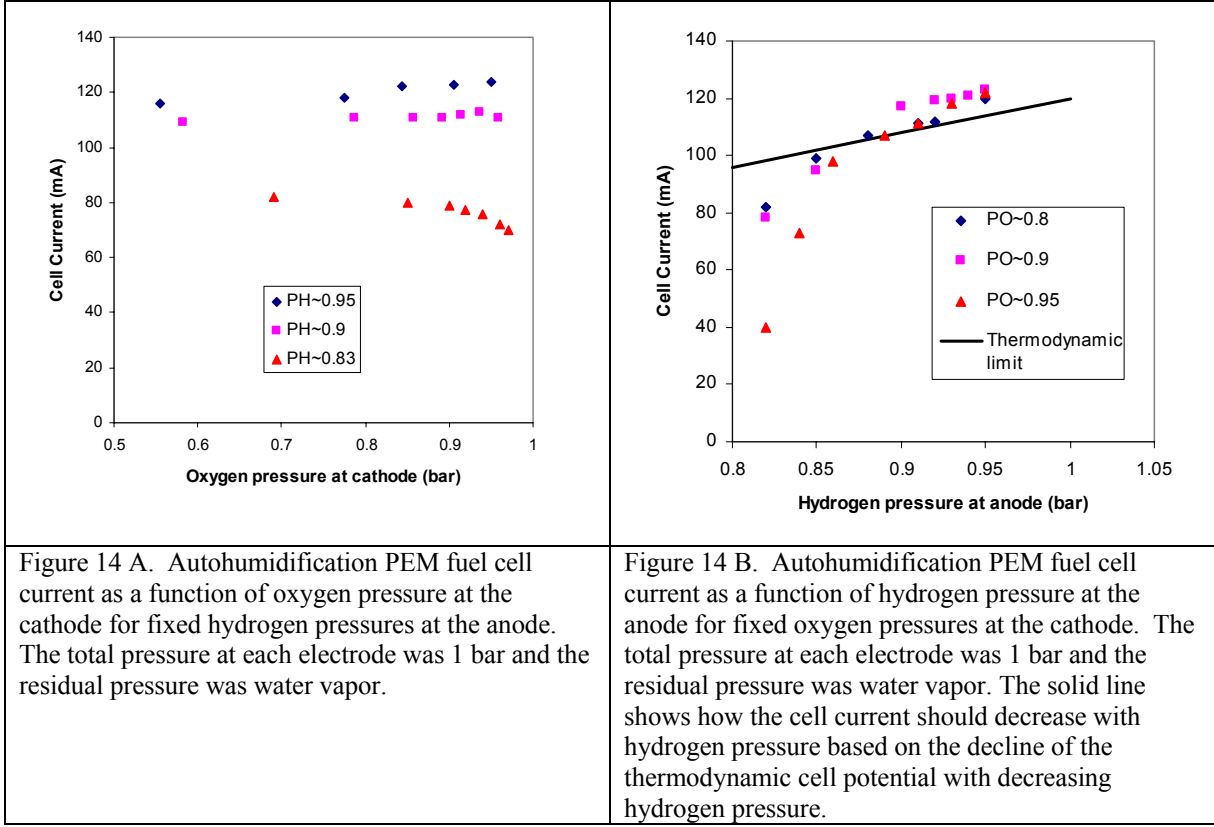 140
120
100
80
60
40
20
0
0.5 0.6 0.7 0.8 0.9 1
Cell Current (mA)
Oxygen pressure at cathode (bar)
PH~0.95
PH~0.9
PH~0.83
140
120
100
80
60
40
20
0
0.8 0.85 0.9 0.95 1 1.05
Cell Current (mA)
Hydrogen pressure at anode (bar)
PO~0.8
PO~0.9
PO~0.95
Thermodynamic
limit
Figure 14 A. Autohumidification PEM fuel cell
current as a function of oxygen pressure at the
cathode for fixed hydrogen pressures at the anode.
The total pressure at each electrode was 1 bar and the
residual pressure was water vapor.
Figure 14 B. Autohumidification PEM fuel cell
current as a function of hydrogen pressure at the
anode for fixed oxygen pressures at the cathode. The
total pressure at each electrode was 1 bar and the
residual pressure was water vapor. The solid line
shows how the cell current should decrease with
hydrogen pressure based on the decline of the
thermodynamic cell potential with decreasing
hydrogen pressure.